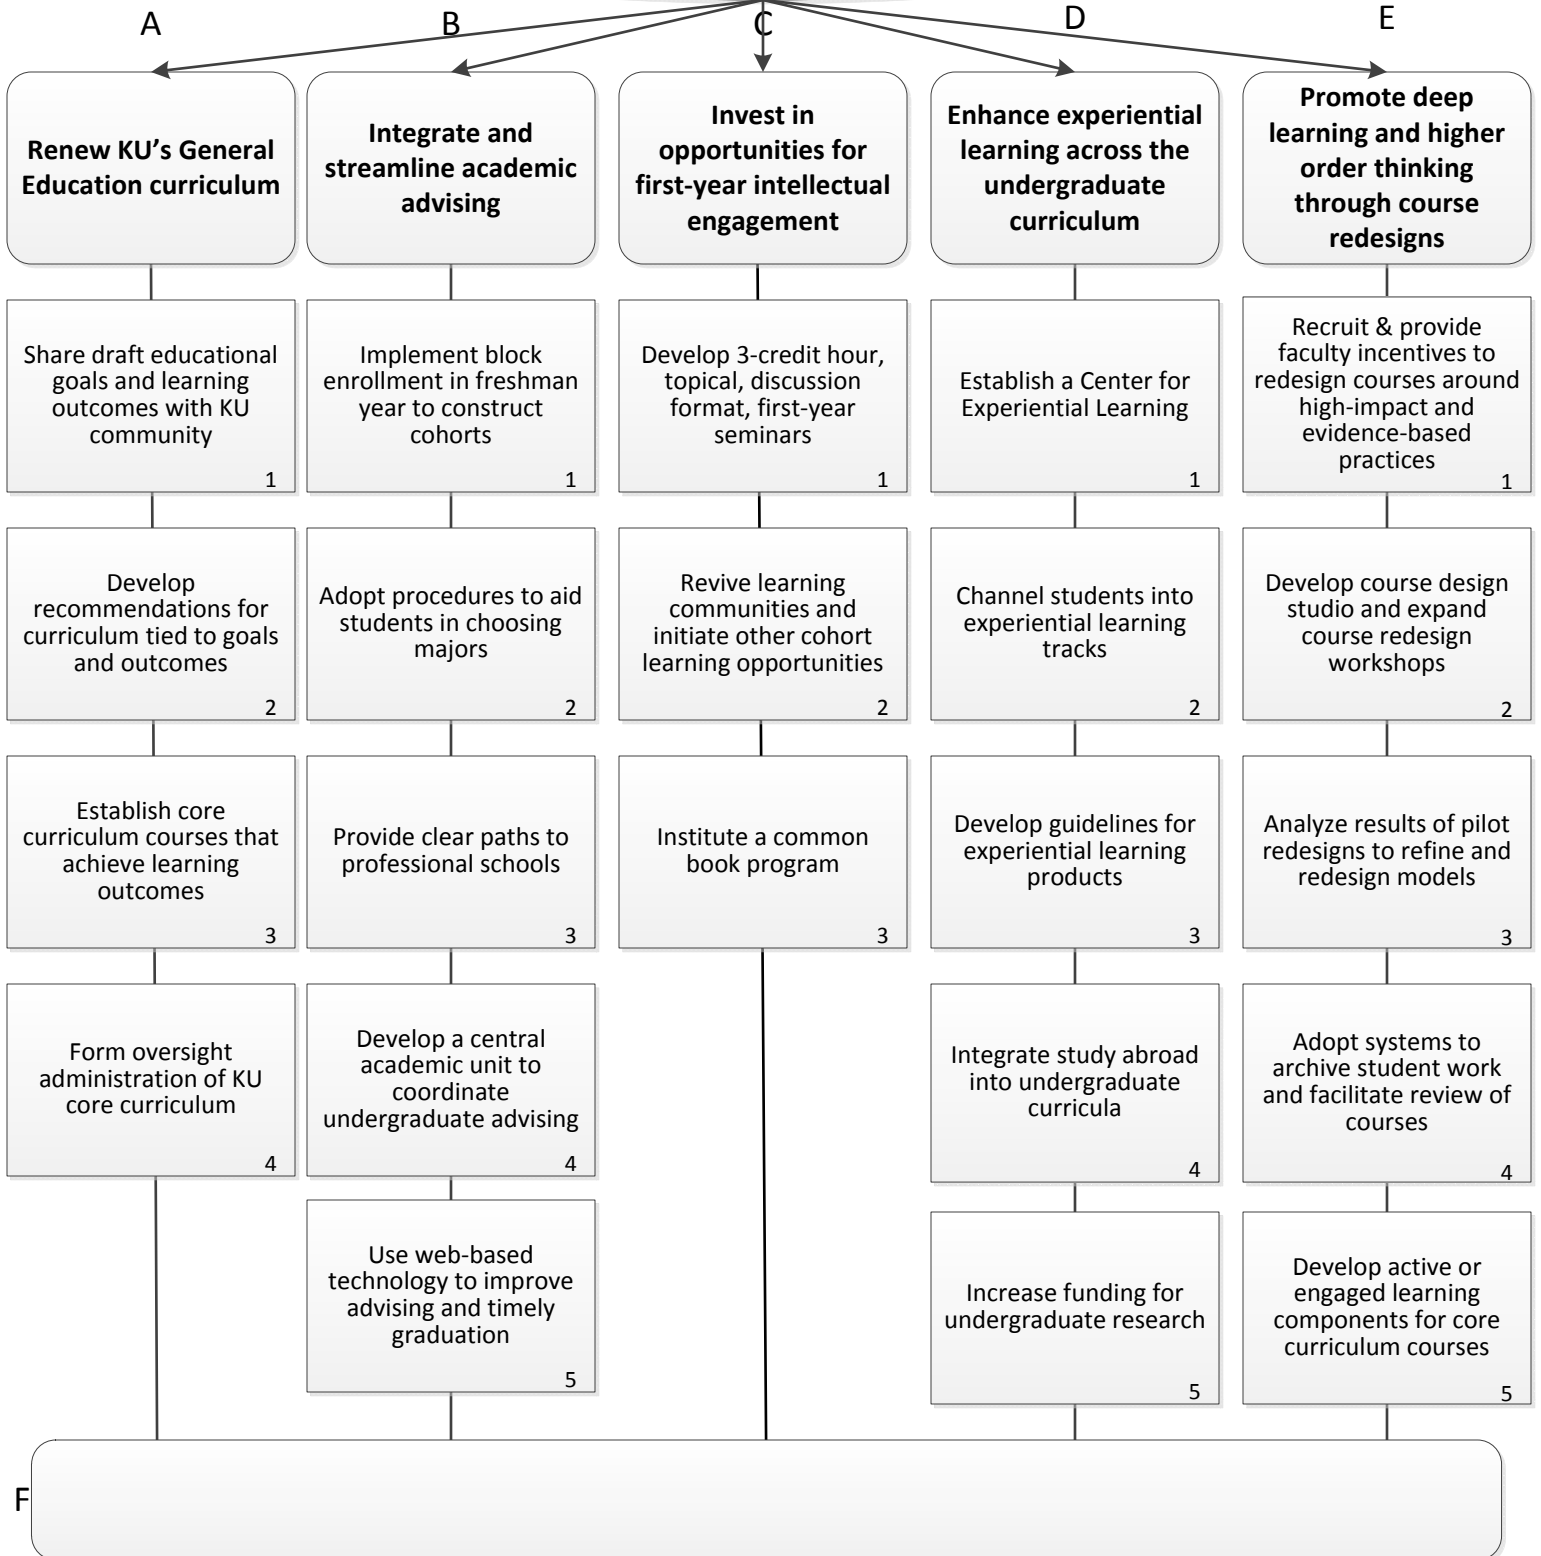 A
B
C
D
E
Renew KU's General
Education curriculum
Integrate and
streamline academic
advising
Invest in
opportunities for
first-year intellectual
engagement
Enhance experiential
learning across the
undergraduate
curriculum
Promote deep
learning and higher
order thinking
through course
redesigns
Share draft educational
goals and learning
outcomes with KU
community
1
Implement block
enrollment in freshman
year to construct
cohorts
1
Develop 3-credit hour,
topical, discussion
format, first-year
seminars
1
Establish a Center for
Experiential Learning
1
Recruit & provide
faculty incentives to
redesign courses around
high-impact and
evidence-based
practices
1
Develop
recommendations for
curriculum tied to goals
and outcomes
2
Adopt procedures to aid
students in choosing
majors
2
Revive learning
communities and
initiate other cohort
learning opportunities
2
Channel students into
experiential learning
tracks
2
Develop course design
studio and expand
course redesign
workshops
2
Establish core
curriculum courses that
achieve learning
outcomes
3
Provide clear paths to
professional schools
3
Institute a common
book program
3
Develop guidelines for
experiential learning
products
3
Analyze results of pilot
redesigns to refine and
redesign models
3
Form oversight
administration of KU
core curriculum
4
Develop a central
academic unit to
coordinate
undergraduate advising
4
Integrate study abroad
into undergraduate
curricula
4
Adopt systems to
archive student work
and facilitate review of
courses
4
Use web-based
technology to improve
advising and timely
graduation
5
Increase funding for
undergraduate research
5
Develop active or
engaged learning
components for core
curriculum courses
5
F